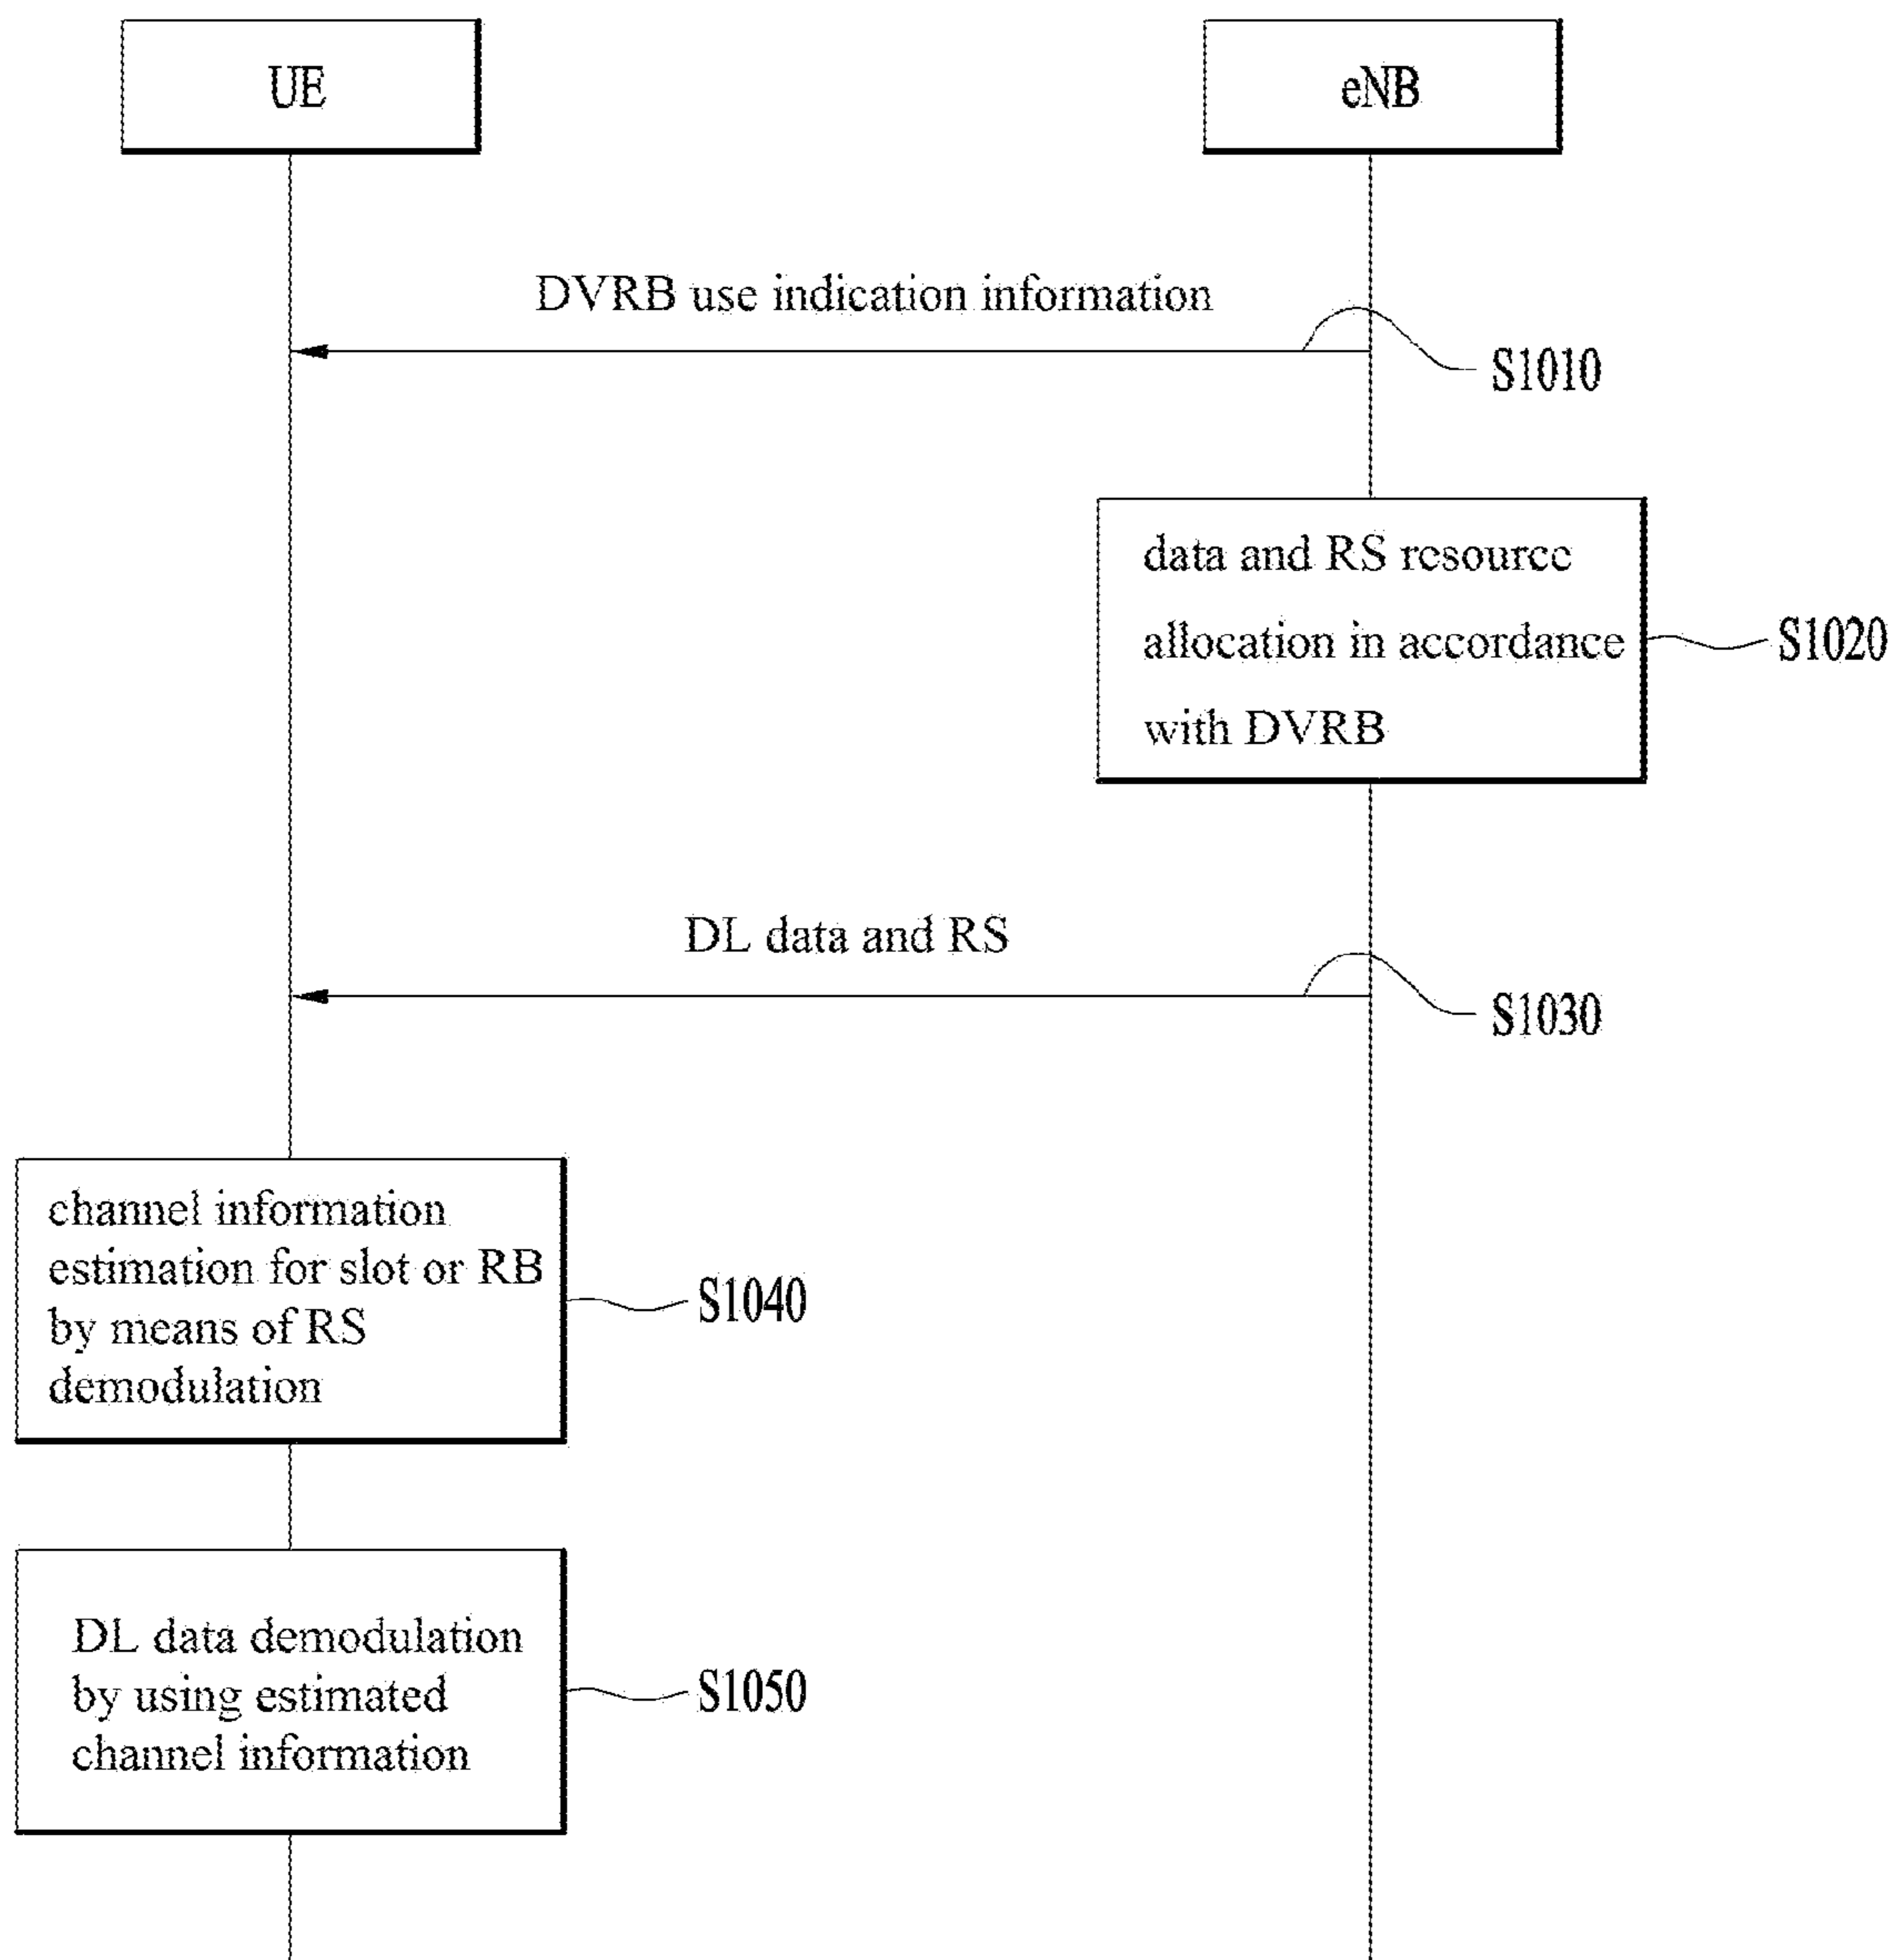 UE
eNB
DVRB use indication information
S1010
data and RS resource
allocation in accordance
with DVRB
S1020
DL data and RS
S1030
channel information
estimation for slot or RB
by means of RS
demodulation
S1040
DL data demodulation
by using estimated
channel information
S1050